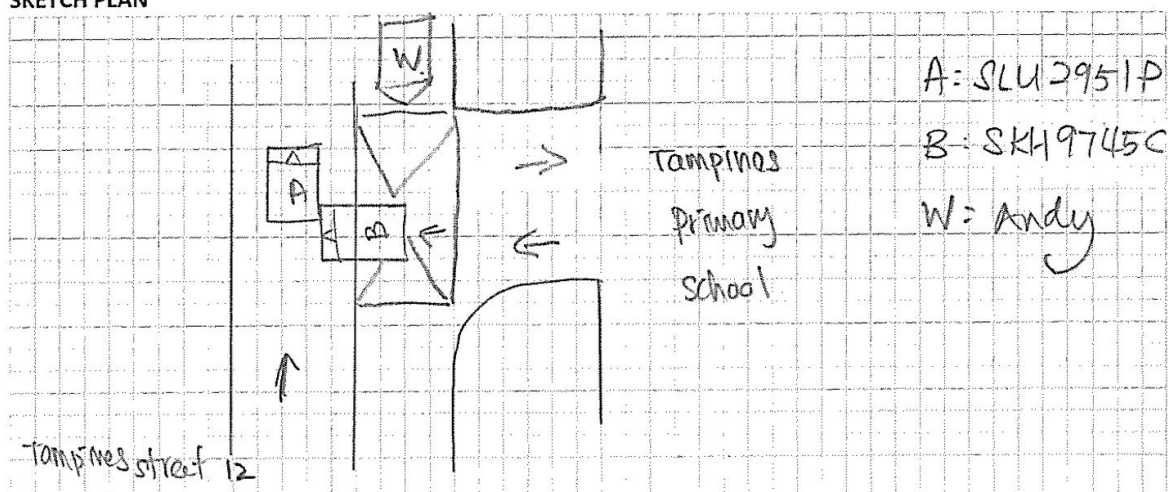 SKETCH PLAN
W.
A: SLU2951P
B: SKH9745C
W: Andy
A
B
Tampines
primary
school
Tampines street 12